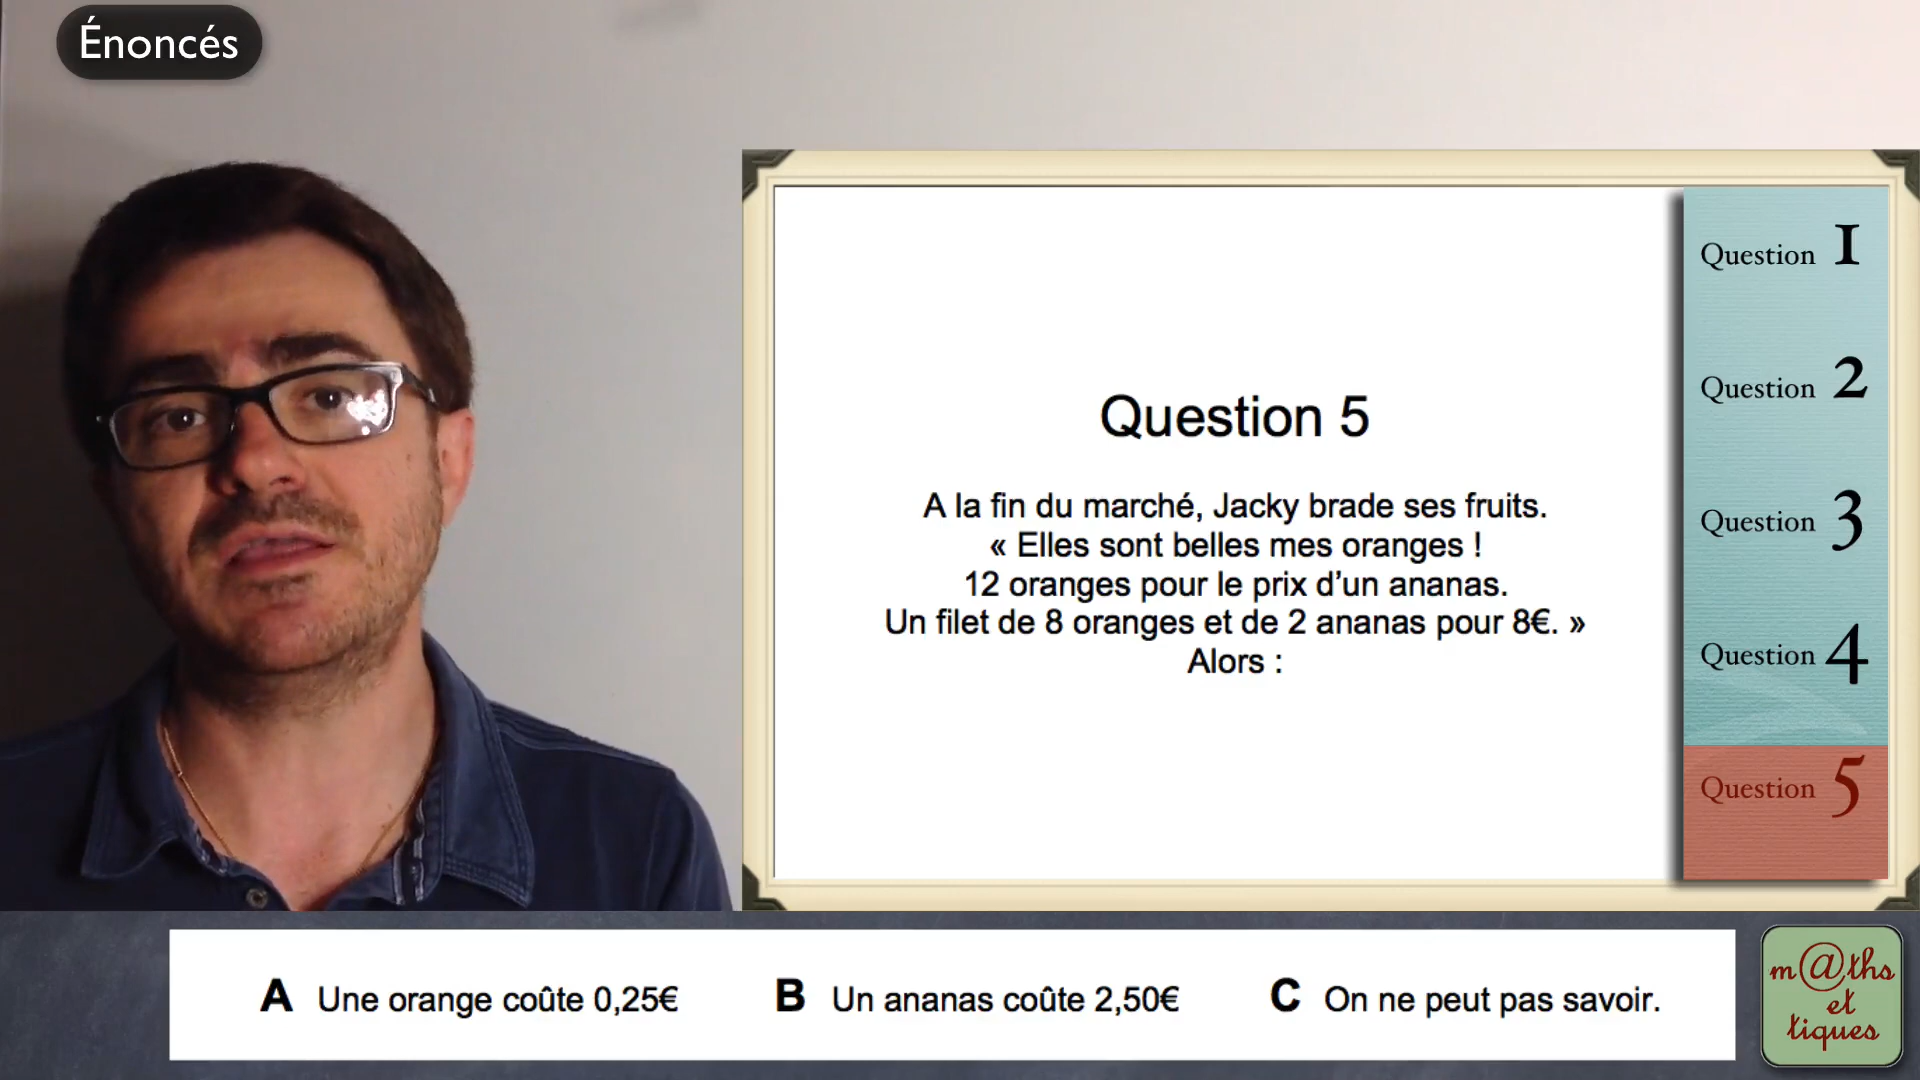 Énoncés
Question 5
A la fin du marché, Jacky brade ses fruits.
« Elles sont belles mes oranges !
12 oranges pour le prix d’un ananas.
Un filet de 8 oranges et de 2 ananas pour 8€. »
Alors :
Question 1
Question 2
Question 3
Question 4
Question 5
A Une orange coûte 0,25€
B Un ananas coûte 2,50€
C On ne peut pas savoir.
m@ths
et
tiques